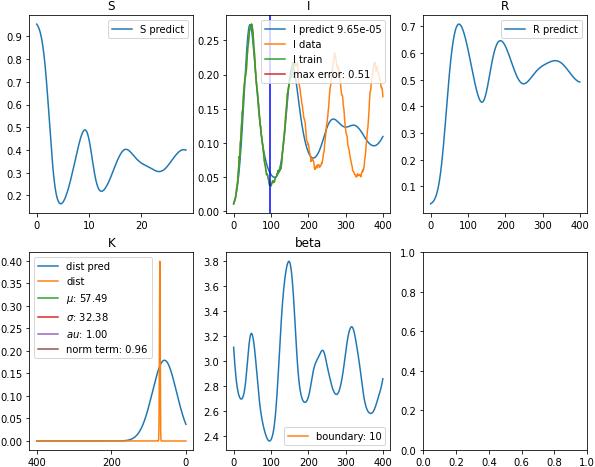 S
0.9
0.8
0.7
0.6
0.5
0.4
0.3
0.2
0 10 20
S predict
I
0.25
0.20
0.15
0.10
0.05
0.00
0 100 200 300 400
I predict 9.65e-05
I data
I train
max error: 0.51
R
0.7
0.6
0.5
0.4
0.3
0.2
0.1
0 100 200 300 400
R predict
K
0.40
0.35
0.30
0.25
0.20
0.15
0.10
0.05
0.00
400 200 0
dist pred
dist
μ: 57.49
σ: 32.38
au: 1.00
norm term: 0.96
beta
3.8
3.6
3.4
3.2
3.0
2.8
2.6
2.4
0 100 200 300 400
boundary: 10
1.0
0.8
0.6
0.4
0.2
0.0
0.0 0.2 0.4 0.6 0.8 1.0